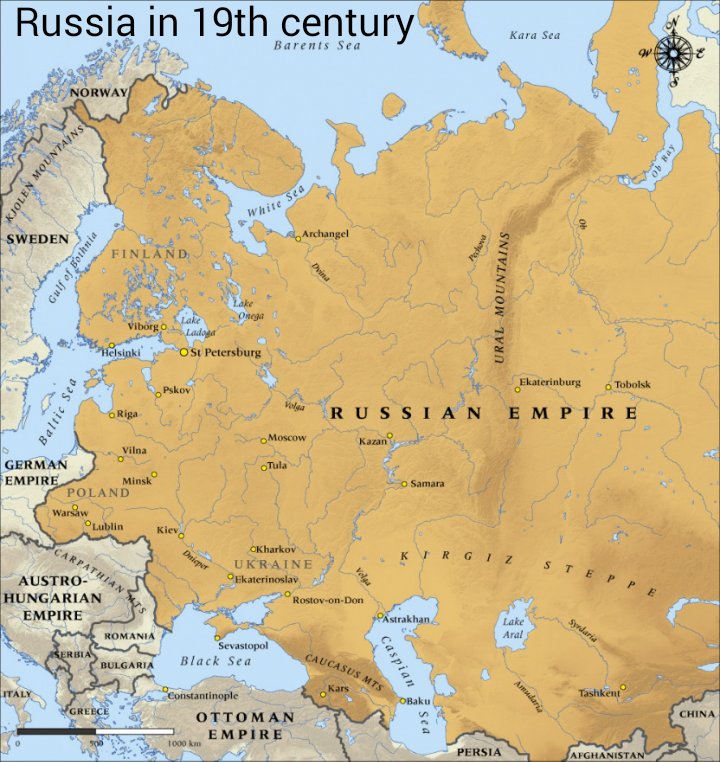 Russia in 19th century
Barents Sea
Kara Sea
N
W
E
S
NORWAY
KJOLEN MOUNTAINS
Ob Bay
White Sea
SWEDEN
Gulf of Bothnia
Archangel
FINLAND
Dvina
Pechova
Ob
URAL MOUNTAINS
Lake
Onega
Viborg
Lake
Ladoga
Helsinki
St Petersburg
Baltic Sea
Pskov
Ekaterinburg
Tobolsk
Riga
Volga
RUSSIAN EMPIRE
Moscow
Kazan
Vilna
Tula
GERMAN
EMPIRE
Minsk
Samara
POLAND
Warsaw
Lublin
Kiev
Dnieper
Kharkov
UKRAINE
KIRGIZ STEPPE
CARPATHIAN MTS
AUSTRO-
HUNGARIAN
EMPIRE
Ekaterinoslav
Volga
Rostov-on-Don
Astrakhan
Lake
Aral
Syrdaria
ROMANIA
Sevastopol
SERBIA
BULGARIA
Black Sea
CAUCASUS MTS
Caspian Sea
Amudaria
Tashkent
ITALY
Constantinople
Kars
Baku
GREECE
OTTOMAN
EMPIRE
CHINA
0
500
1000 km
PERSIA
AFGHANISTAN